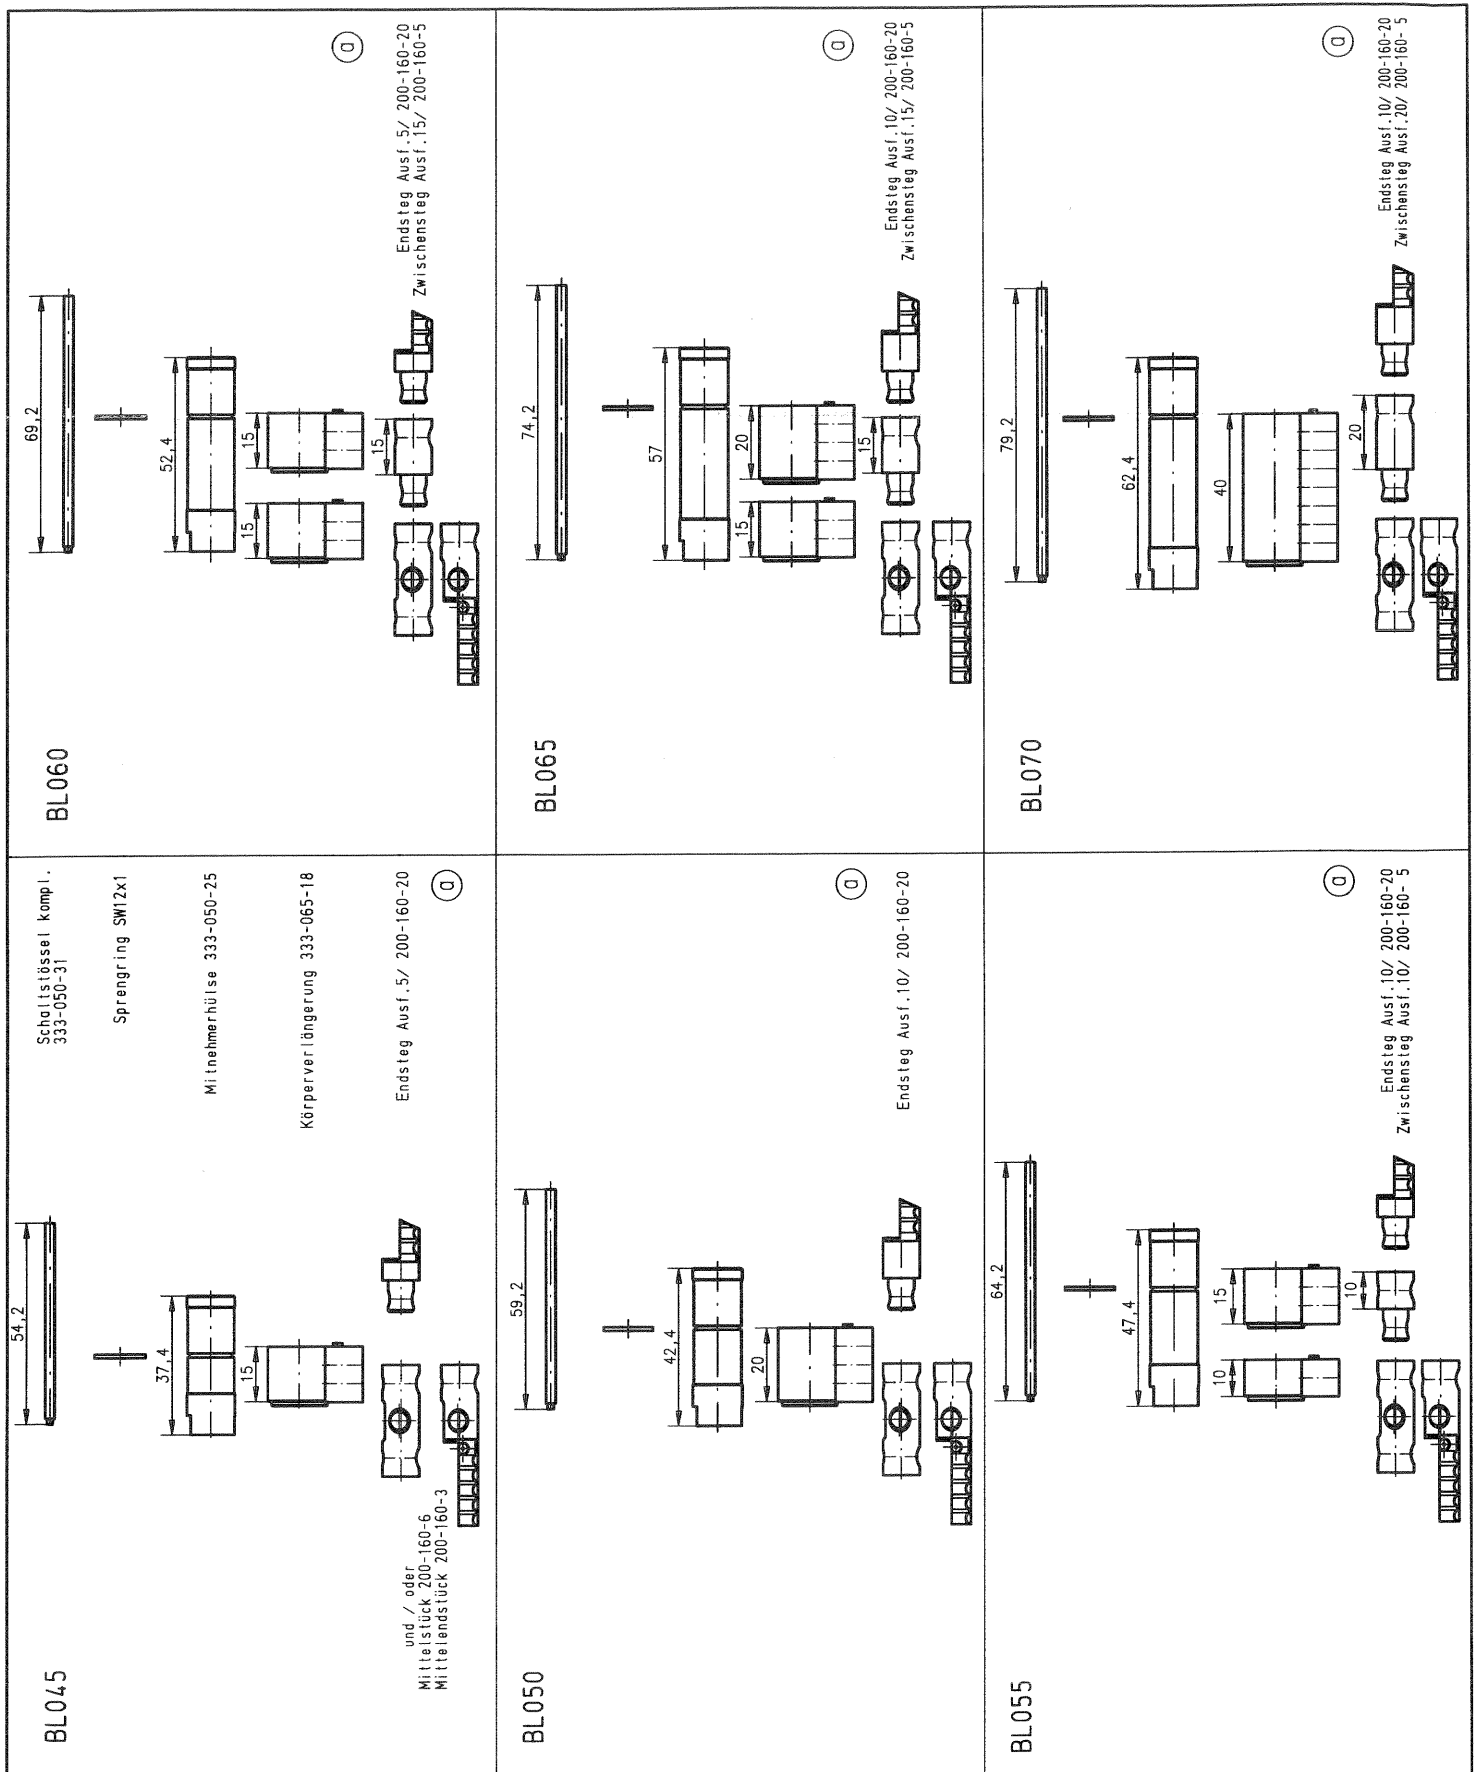 BL045
54,2
Schaltstössel kompl.
333-050-31
Sprengring SW12x1
37,4
Mitnehmerhülse 333-050-25
15
Körperverlängerung 333-065-18
Endsteg Ausf.5/ 200-160-20
und / oder
Mittelstück 200-160-6
Mittelendstück 200-160-3
a
BL060
69,2
52,4
15
15
15
Endsteg Ausf.5/ 200-160-20
Zwischensteg Ausf.15/ 200-160-5
a
BL050
59,2
42,4
20
Endsteg Ausf.10/ 200-160-20
a
BL065
74,2
57
15
20
15
Endsteg Ausf.10/ 200-160-20
Zwischensteg Ausf.15/ 200-160-5
a
BL055
64,2
47,4
10
15
10
Endsteg Ausf.10/ 200-160-20
Zwischensteg Ausf.10/ 200-160- 5
a
BL070
79,2
62,4
40
20
Endsteg Ausf.10/ 200-160-20
Zwischensteg Ausf.20/ 200-160- 5
a